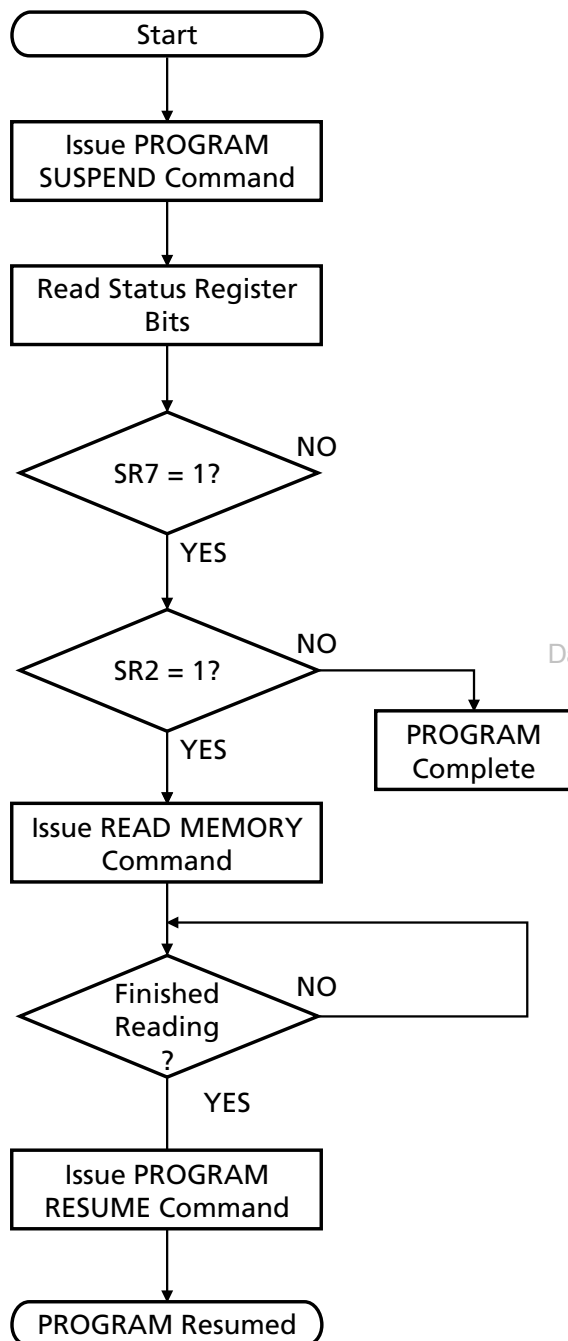 Start
Issue PROGRAM
SUSPEND Command
Read Status Register
Bits
NO
SR7 = 1?
YES
NO
SR2 = 1?
YES
PROGRAM
Complete
Issue READ MEMORY
Command
Finished
Reading
?
NO
YES
Issue PROGRAM
RESUME Command
PROGRAM Resumed